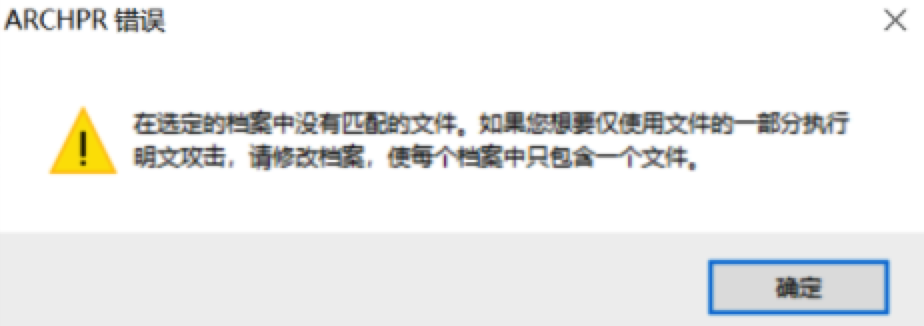 ARCHPR 错误
在选定的档案中没有匹配的文件。如果您想要仅使用文件的一部分执行
明文攻击，请修改档案，使每个档案中只包含一个文件。
确定